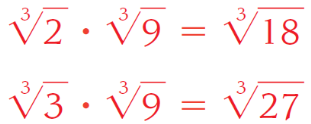 ∛2 · ∛9 = ∛18
∛3 · ∛9 = ∛27